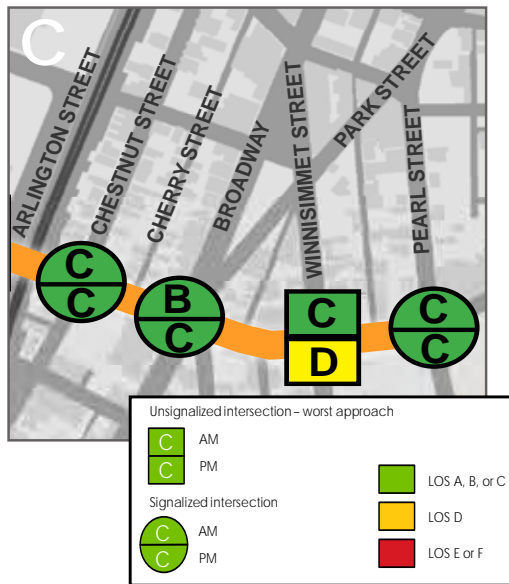 C
ARLINGTON STREET
CHESTNUT STREET
CHERRY STREET
BROADWAY
WINNISIMMET STREET
PARK STREET
PEARL STREET
C
C
B
C
C
D
C
C
Unsignalized intersection – worst approach
C AM
C PM
Signalized intersection
C AM
C PM
LOS A, B, or C
LOS D
LOS E or F